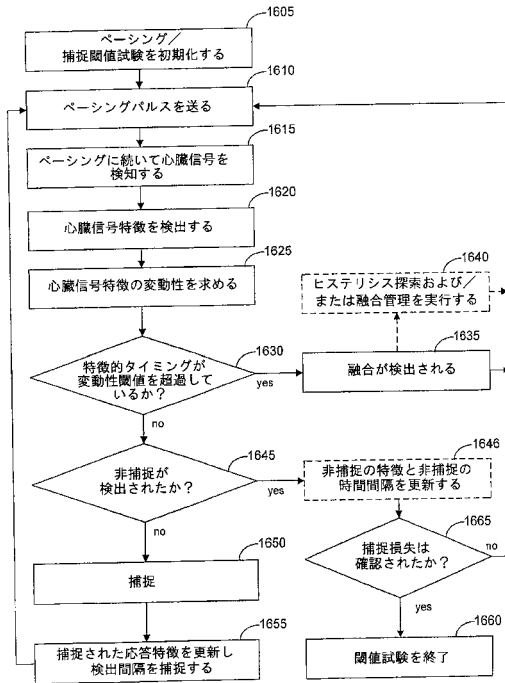 1605
ペーシング／
捕捉閾値試験を初期化する
1610
ペーシングパルスを送る
1615
ペーシングに続いて心臓信号を
検知する
1620
心臓信号特徴を検出する
1625
心臓信号特徴の変動性を求める
1640
ヒステリシス探索および／
または融合管理を実行する
1630
特徴的タイミングが
変動性閾値を超過して
いるか？
yes
1635
融合が検出される
no
1645
非捕捉が
検出されたか？
yes
1646
非捕捉の特徴と非捕捉の
時間間隔を更新する
no
1665
捕捉損失は
確認されたか？
no
1650
捕捉
yes
1655
捕捉された応答特徴を更新し
検出間隔を捕捉する
1660
閾値試験を終了